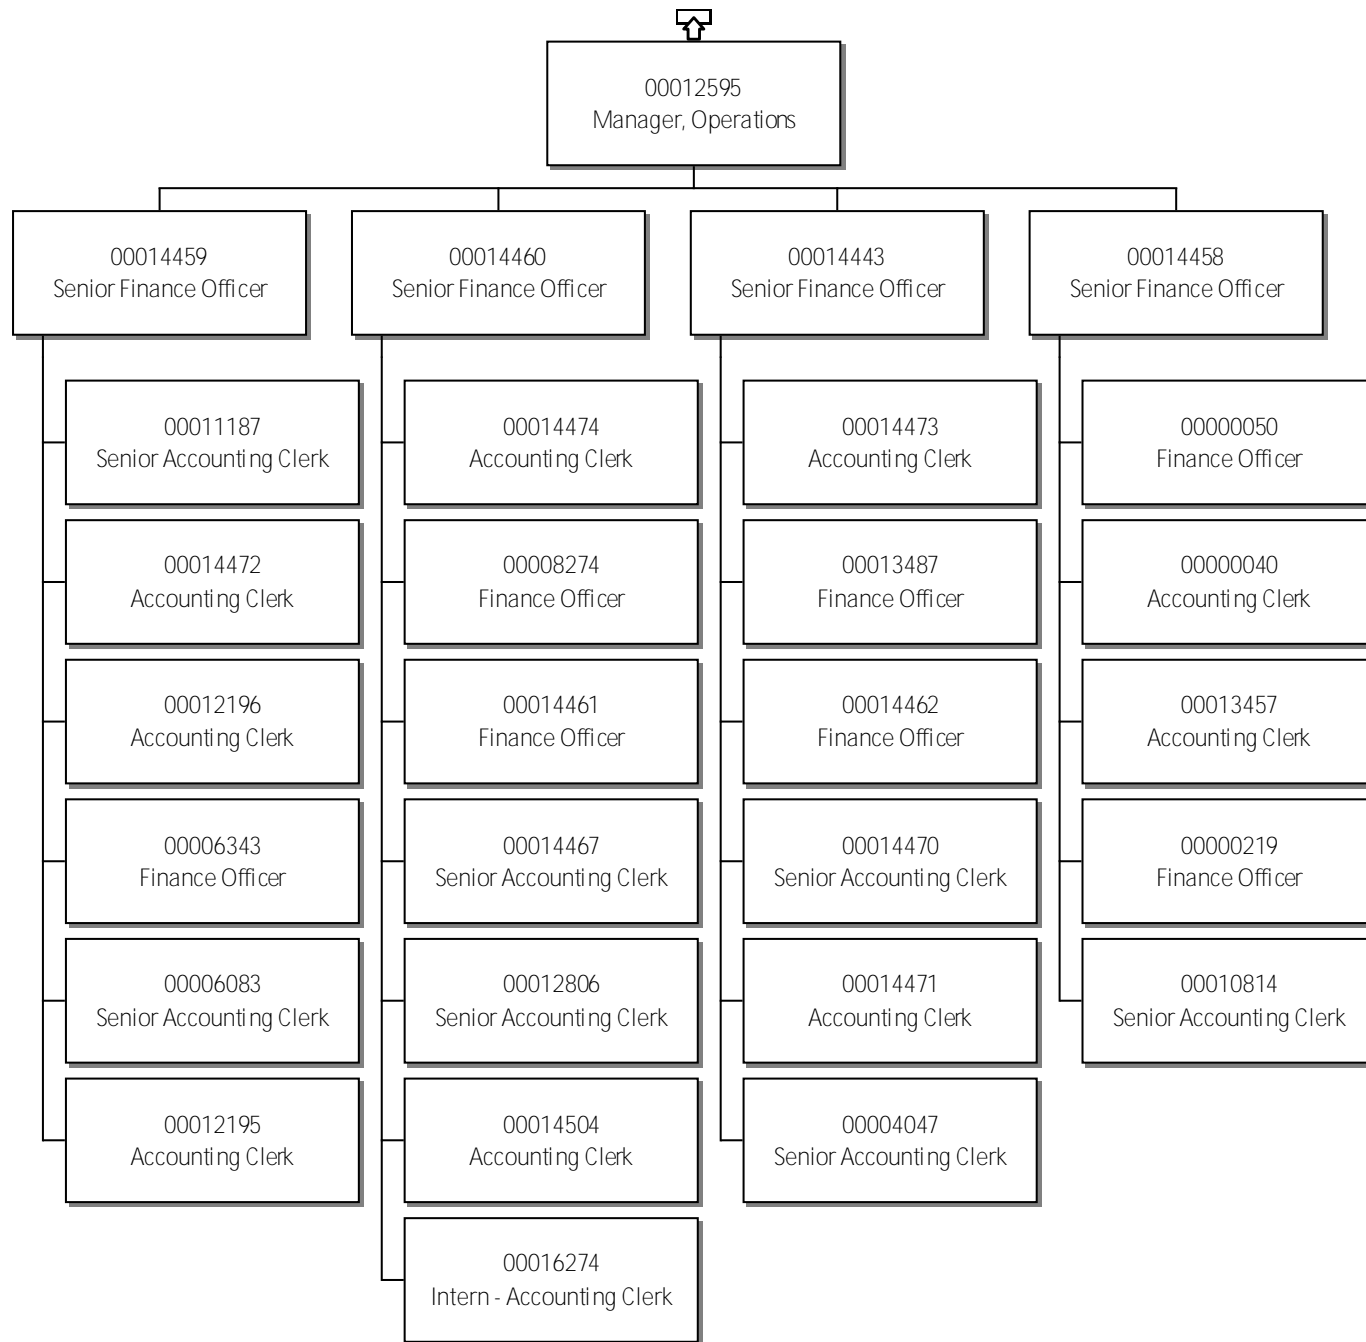 00012595
Manager, Operations
00014459
Senior Finance Officer
00014460
Senior Finance Officer
00014443
Senior Finance Officer
00014458
Senior Finance Officer
00011187
Senior Accounting Clerk
00014472
Accounting Clerk
00012196
Accounting Clerk
00006343
Finance Officer
00006083
Senior Accounting Clerk
00012195
Accounting Clerk
00014474
Accounting Clerk
00008274
Finance Officer
00014461
Finance Officer
00014467
Senior Accounting Clerk
00012806
Senior Accounting Clerk
00014504
Accounting Clerk
00016274
Intern - Accounting Clerk
00014473
Accounting Clerk
00013487
Finance Officer
00014462
Finance Officer
00014470
Senior Accounting Clerk
00014471
Accounting Clerk
00004047
Senior Accounting Clerk
00000050
Finance Officer
00000040
Accounting Clerk
00013457
Accounting Clerk
00000219
Finance Officer
00010814
Senior Accounting Clerk